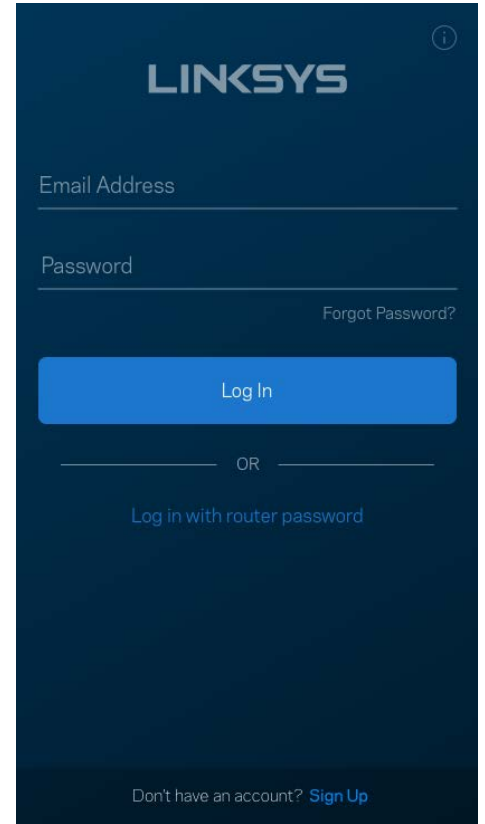 LINKSYS
Email Address
Password
Forgot Password?
Log In
OR
Log in with router password
Don't have an account? Sign Up